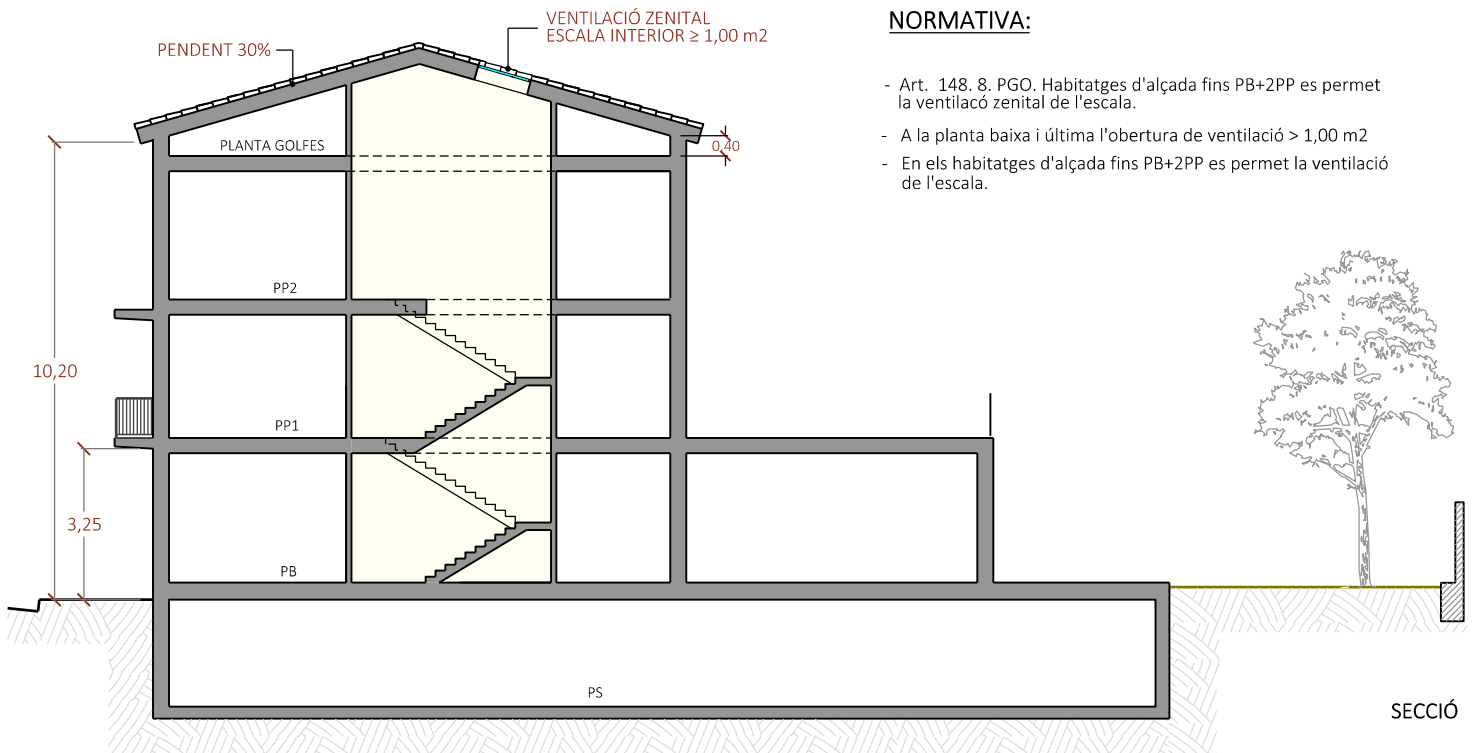 VENTILACIÓ ZENITAL
ESCALA INTERIOR ≥ 1,00 m2
PENDENT 30%
NORMATIVA:
- Art. 148. 8. PGO. Habitatges d'alçada fins PB+2PP es permet
la ventilacó zenital de l'escala.
- A la planta baixa i última l'obertura de ventilació > 1,00 m2
- En els habitatges d'alçada fins PB+2PP es permet la ventilació
de l'escala.
PLANTA GOLFES
0,40
PP2
10,20
PP1
3,25
PB
PS
SECCIÓ